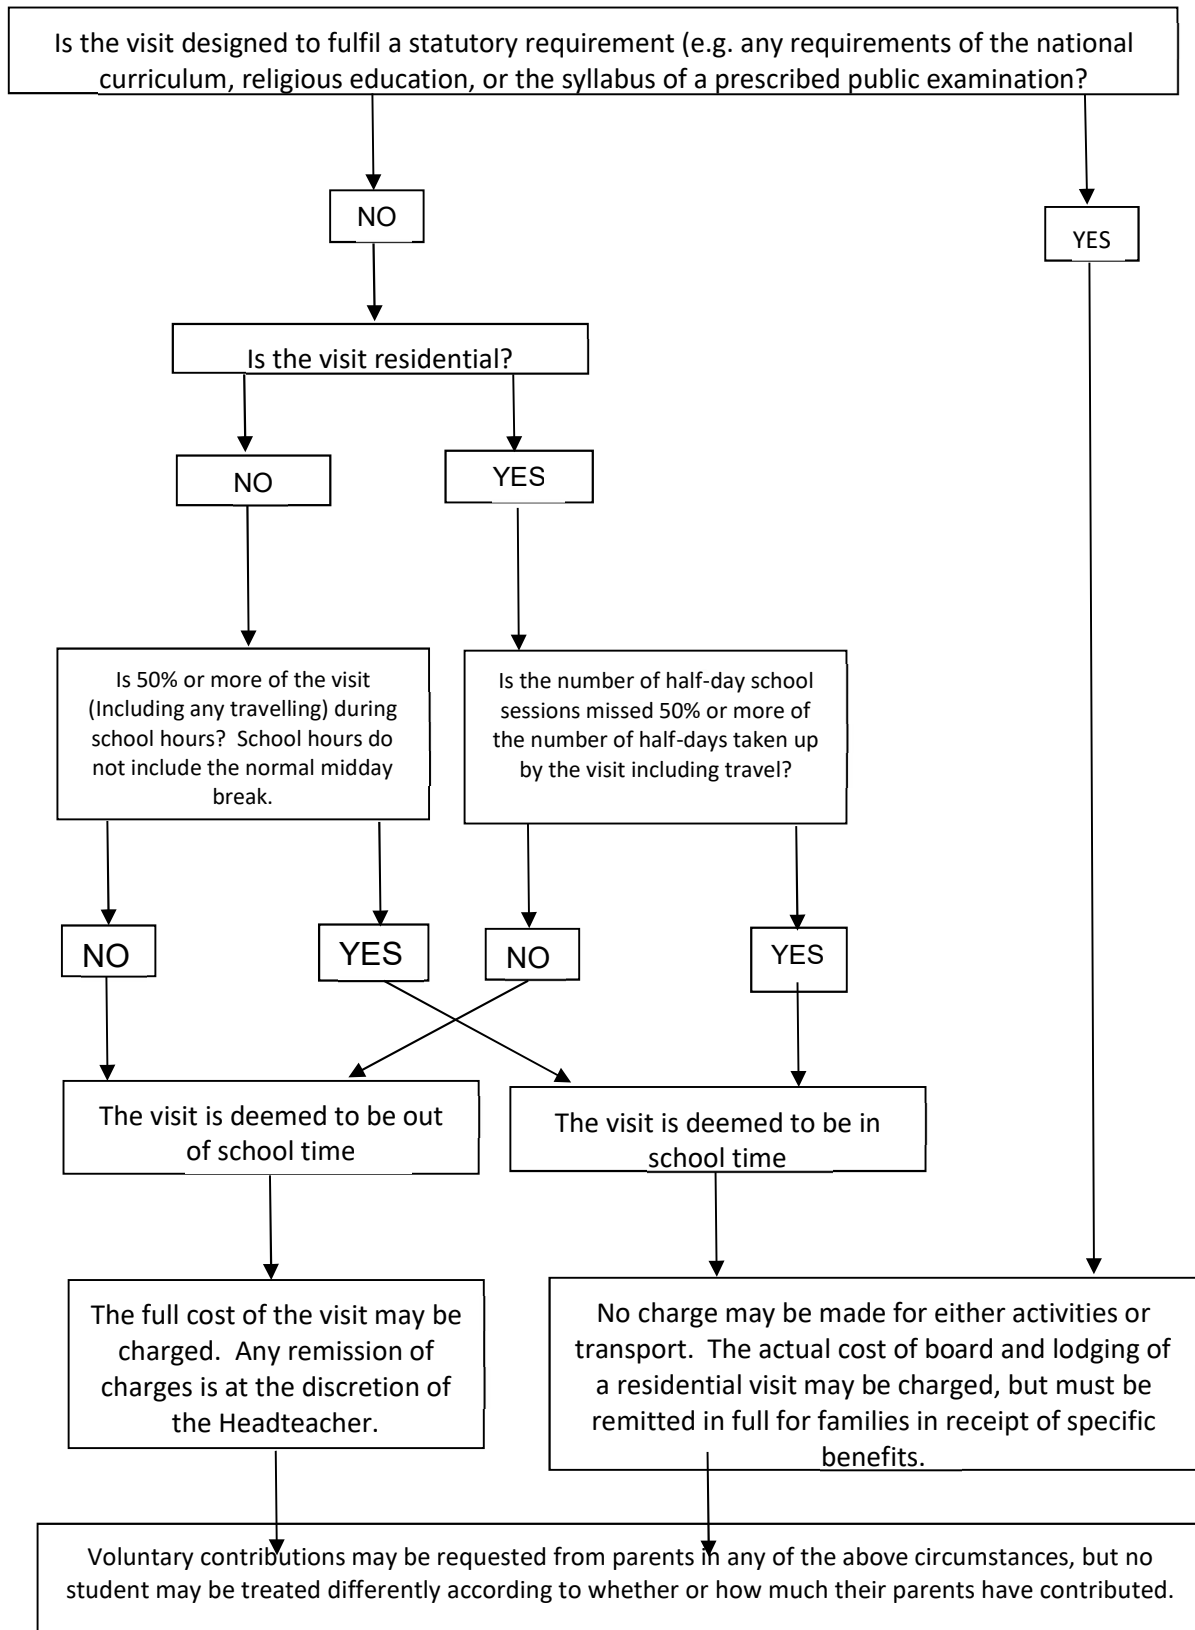 Is the visit designed to fulfil a statutory requirement (e.g. any requirements of the national
curriculum, religious education, or the syllabus of a prescribed public examination?
NO
YES
Is the visit residential?
NO
YES
Is 50% or more of the visit
(Including any travelling) during
school hours? School hours do
not include the normal midday
break.
Is the number of half-day school
sessions missed 50% or more of
the number of half-days taken up
by the visit including travel?
NO
YES
NO
YES
The visit is deemed to be out
of school time
The visit is deemed to be in
school time
The full cost of the visit may be
charged. Any remission of
charges is at the discretion of
the Headteacher.
No charge may be made for either activities or
transport. The actual cost of board and lodging of
a residential visit may be charged, but must be
remitted in full for families in receipt of specific
benefits.
Voluntary contributions may be requested from parents in any of the above circumstances, but no
student may be treated differently according to whether or how much their parents have contributed.